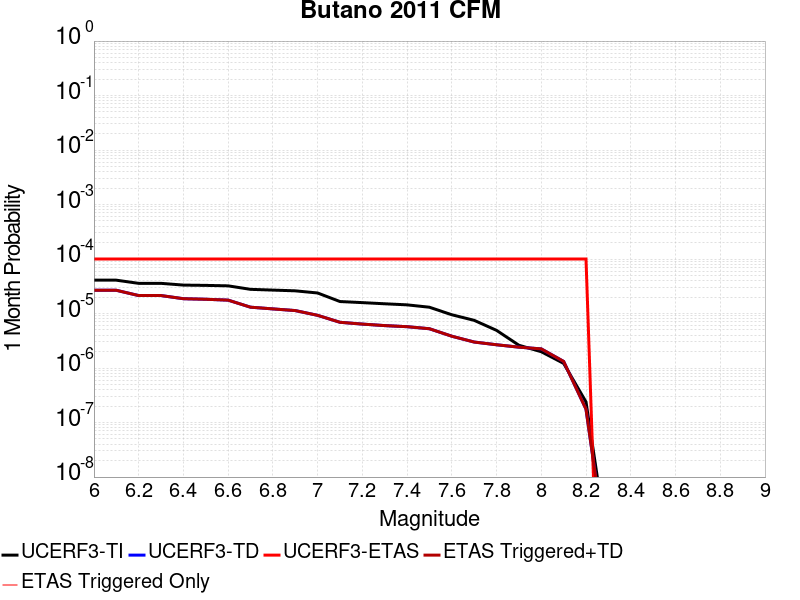 Butano 2011 CFM
10^0
10^-1
10^-2
10^-3
10^-4
10^-5
10^-6
10^-7
10^-8
1 Month Probability
6 6.2 6.4 6.6 6.8 7 7.2 7.4 7.6 7.8 8 8.2 8.4 8.6 8.8 9
Magnitude
UCERF3-TI UCERF3-TD UCERF3-ETAS ETAS Triggered+TD
ETAS Triggered Only